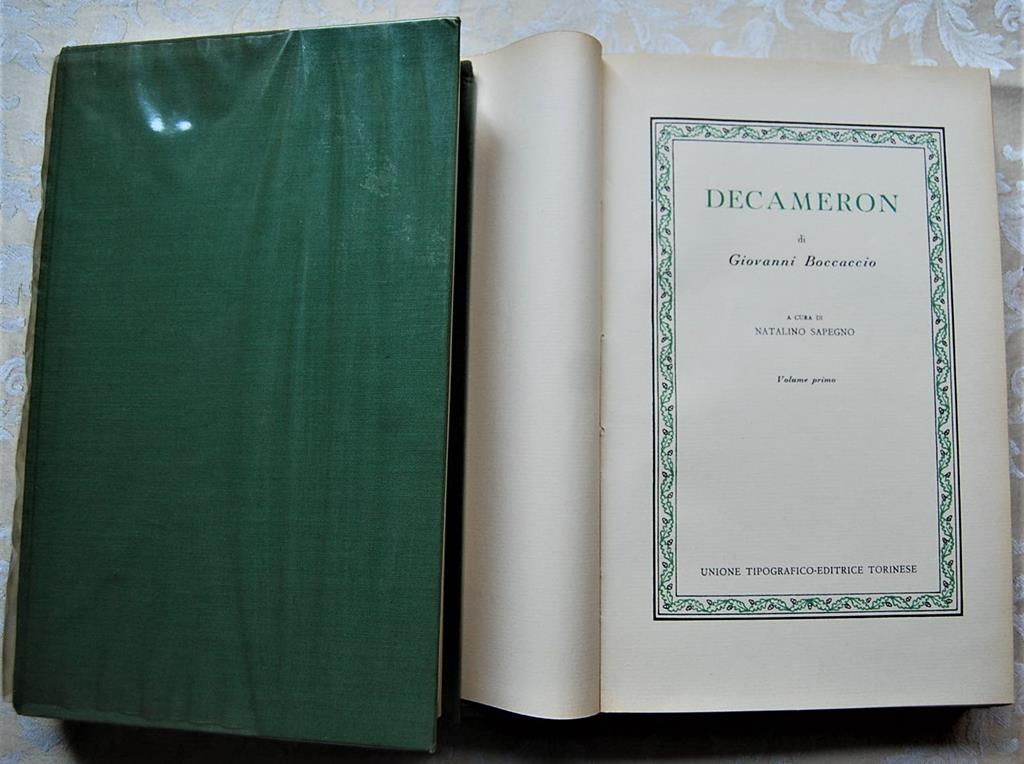 DECAMERON
di
Giovanni Boccaccio
A CURA DI
NATALINO SAPEGNO
Volume primo
UNIONE TIPOGRAFICO-EDITRICE TORINESE